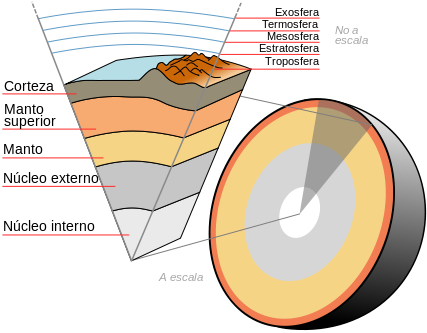 Exosfera
Termosfera
Mesosfera
Estratosfera
Troposfera
No a
escala
Corteza
Manto
superior
Manto
Núcleo externo
Núcleo interno
A escala